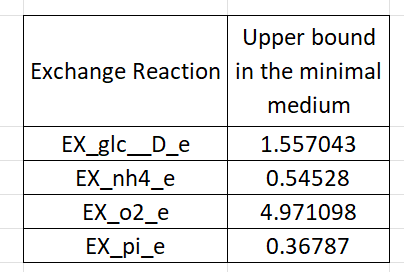 Exchange Reaction
Upper bound
in the minimal
medium
EX_glc__D_e 1.557043
EX_nh4_e 0.54528
EX_o2_e 4.971098
EX_pi_e 0.36787